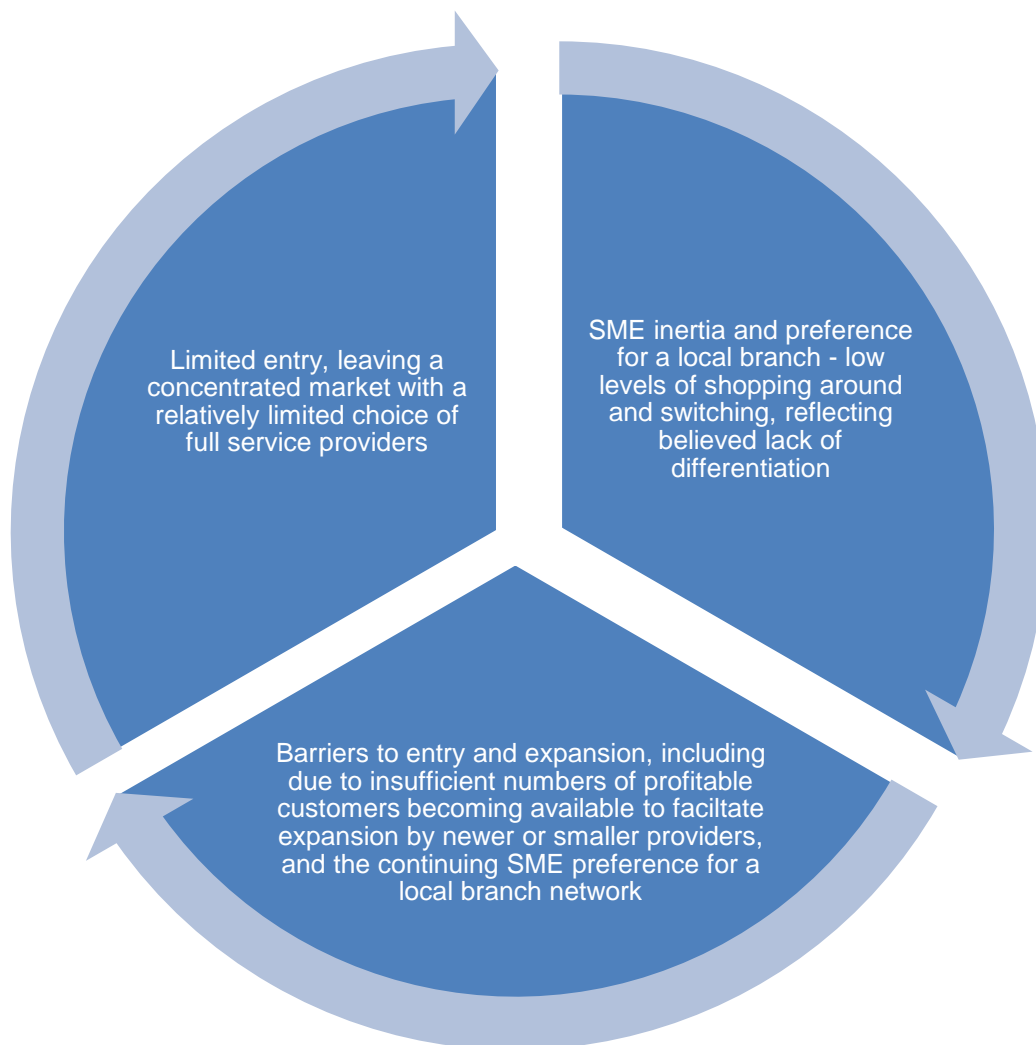 Limited entry, leaving a
concentrated market with a
relatively limited choice of
full service providers
SME inertia and preference
for a local branch - low
levels of shopping around
and switching, reflecting
believed lack of
differentiation
Barriers to entry and expansion, including
due to insufficient numbers of profitable
customers becoming available to faciltate
expansion by newer or smaller providers,
and the continuing SME preference for a
local branch network